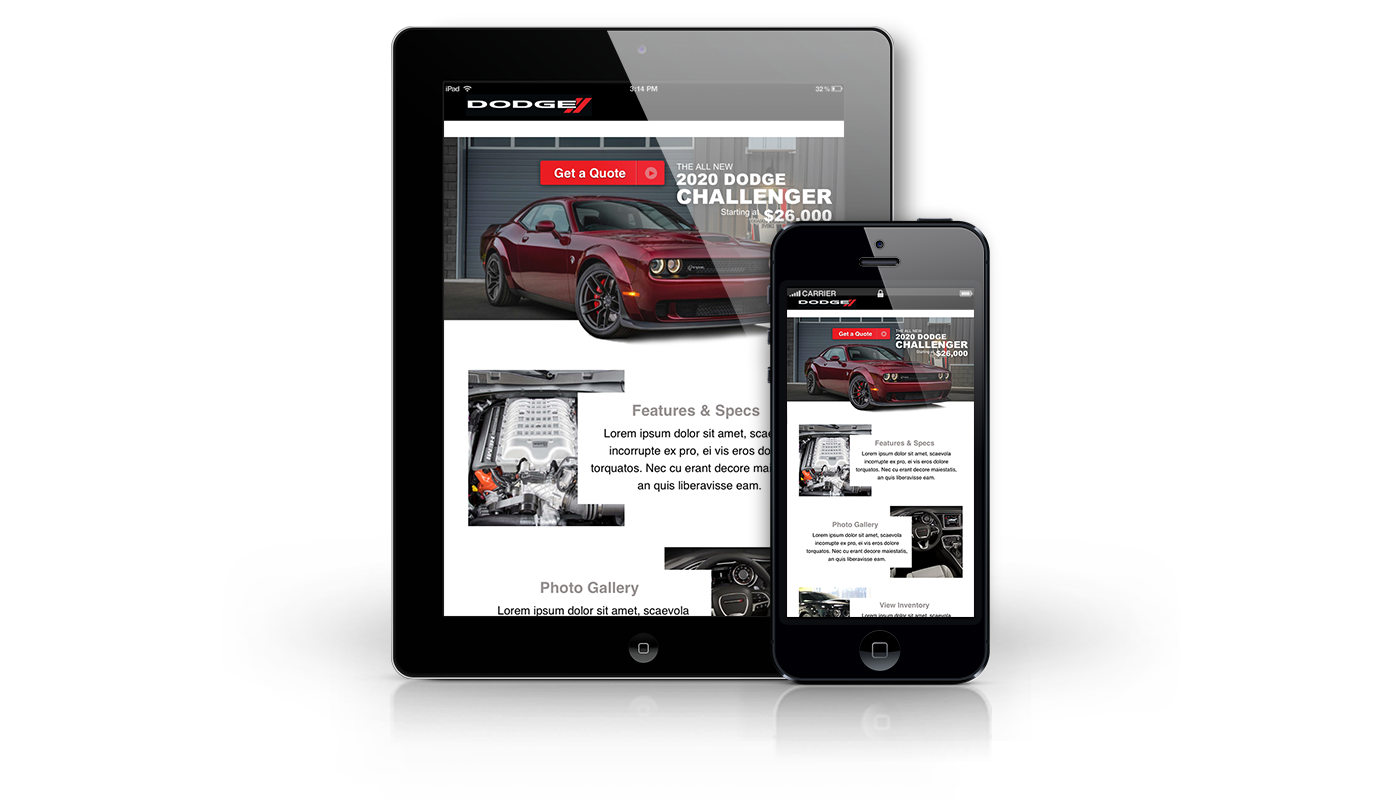 iPad
3:14 PM
32%
DODGE
Get a Quote
THE ALL NEW
2020 DODGE
CHALLENGER
Starting at $26,000
Features & Specs
Lorem ipsum dolor sit amet, scae
incorrupte ex pro, ei vis eros do
torquatos. Nec cu erant decore ma
an quis liberavisse eam.
Photo Gallery
Lorem ipsum dolor sit amet, scaevola
CARRIER
DODGE
Get a Quote
THE ALL NEW
2020 DODGE
CHALLENGER
Starting $26,000
Features & Specs
Lorem ipsum dolor sit amet, scaevola
incorrupte ex pro, ei vis eros dolore
torquatos. Nec cu erant decore maiestatis,
an quis liberavisse eam.
Photo Gallery
Lorem ipsum dolor sit amet, scaevola
incorrupte ex pro, ei vis eros dolore
torquatos. Nec cu erant decore maiestatis,
an quis liberavisse eam.
View Inventory
Lorem ipsum dolor sit amet, scaevola